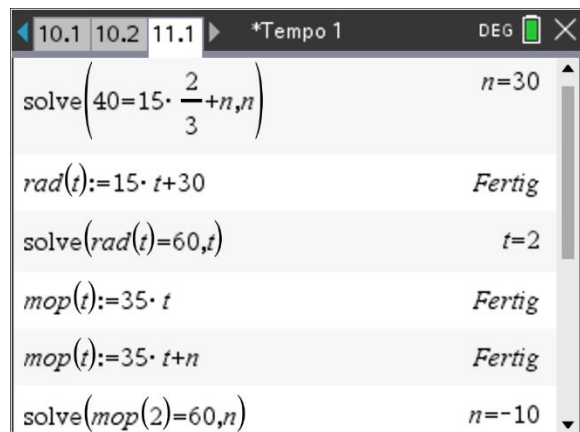 10.1 10.2 11.1 *Tempo 1 DEG
solve(40=15·2/3+n,n) n=30
rad(t):=15·t+30 Fertig
solve(rad(t)=60,t) t=2
mop(t):=35·t Fertig
mop(t):=35·t+n Fertig
solve(mop(2)=60,n) n=-10